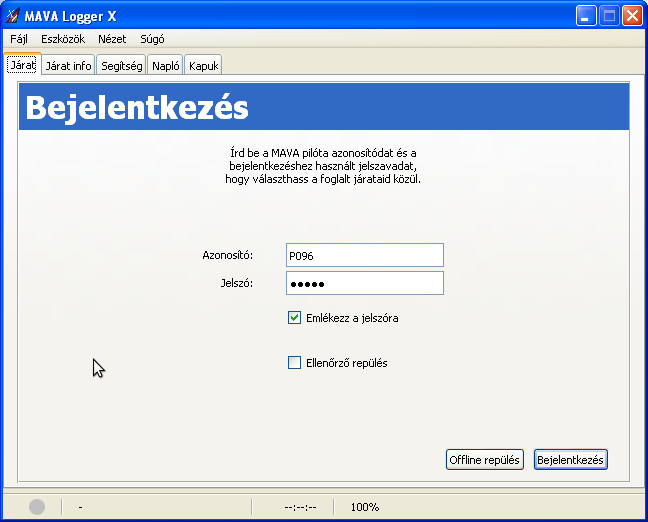 MAVA Logger X
Fájl Eszközök Nézet Súgó
Járat Járat info Segítség Napló Kapuk
Bejelentkezés
Írd be a MAVA pilóta azonosítódat és a
bejelentkezéshez használt jelszavadat,
hogy választhass a foglalt járataid közül.
Azonosító: P096
Jelszó: •••••
Emlékezz a jelszóra
Ellenőrző repülés
Offline repülés Bejelentkezés
- --:--:-- 100%